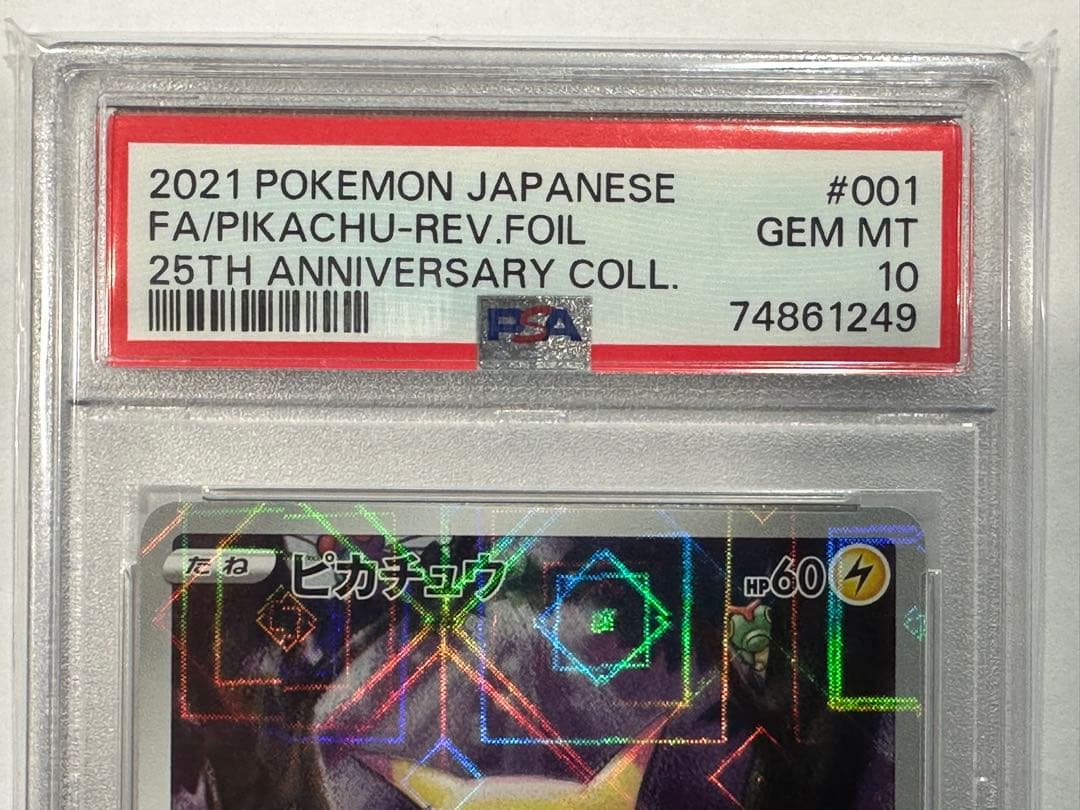 2021 POKEMON JAPANESE #001
FA/PIKACHU-REV.FOIL GEM MT
25TH ANNIVERSARY COLL. 10
PSA 74861249
たね ピカチュウ HP60